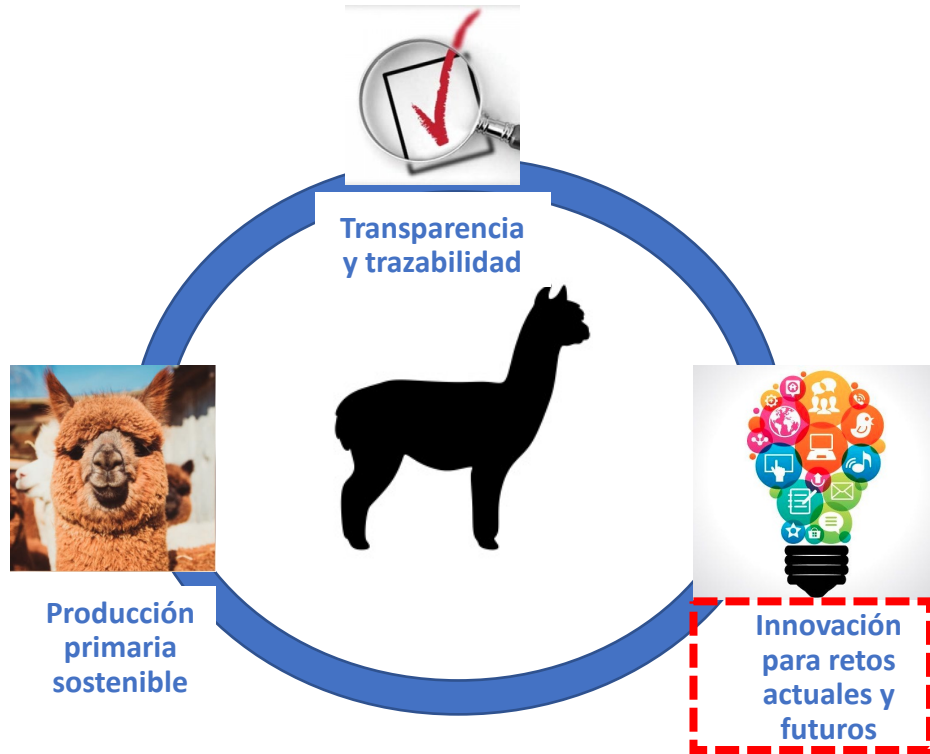 Transparencia
y trazabilidad
Producción
primaria
sostenible
Innovación
para retos
actuales y
futuros